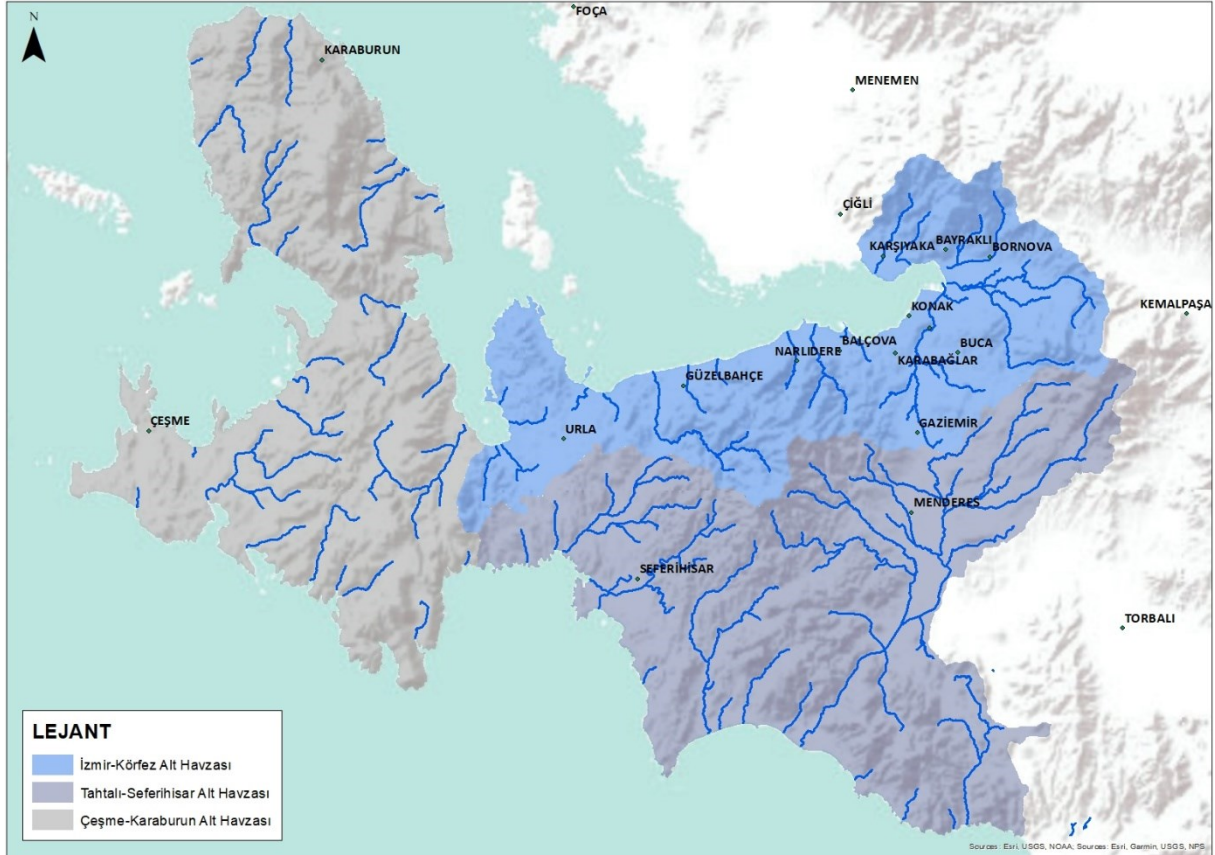 N
FOÇA
KARABURUN
MENEMEN
ÇİĞLİ
KARŞIYAKA
BAYRAKLI
BORNOVA
KONAK
KEMALPAŞA
NARLIDERE
BALÇOVA
KARABAĞLAR
BUCA
GÜZELBAHÇE
ÇEŞME
URLA
GAZİEMİR
MENDERES
SEFERİHİSAR
TORBALI
LEJANT
İzmir-Körfez Alt Havzası
Tahtalı-Seferihisar Alt Havzası
Çeşme-Karaburun Alt Havzası
Sources: Esri, USGS, NOAA; Sources: Esri, Garmin, USGS, NPS